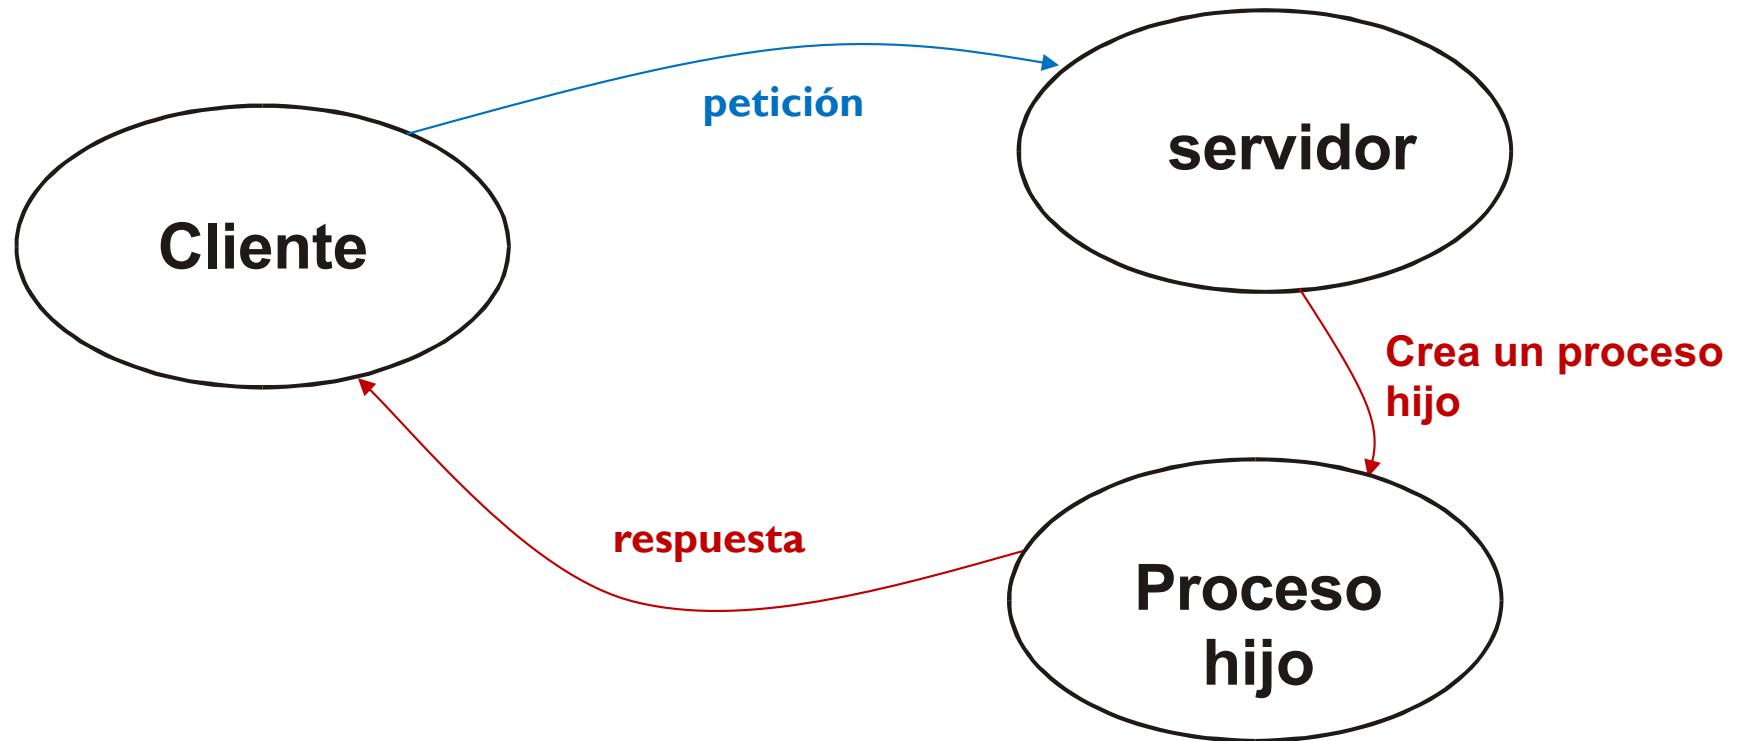 petición
servidor
Cliente
Crea un proceso
hijo
respuesta
Proceso
hijo